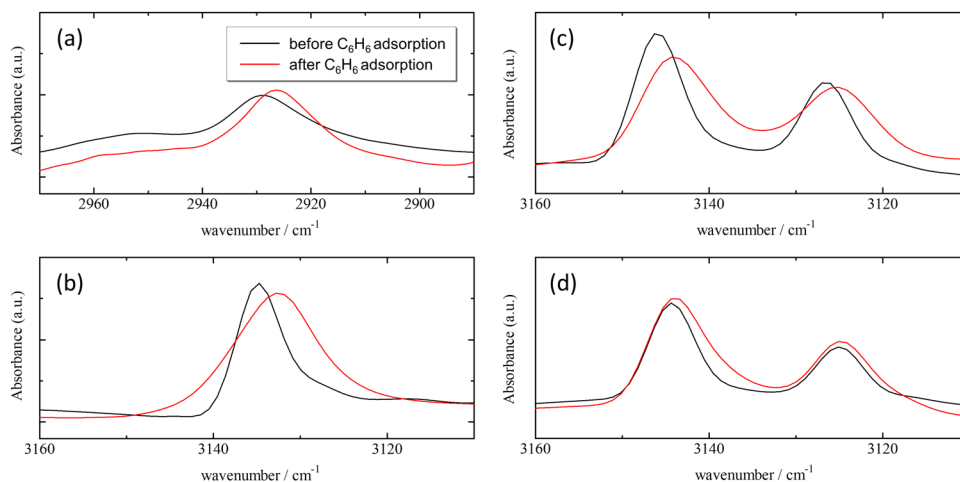 (a)
before C₆H₆ adsorption
after C₆H₆ adsorption
Absorbance (a.u.)
2960 2940 2920 2900
wavenumber / cm⁻¹
(c)
Absorbance (a.u.)
3160 3140 3120
wavenumber / cm⁻¹
(b)
Absorbance (a.u.)
3160 3140 3120
wavenumber / cm⁻¹
(d)
Absorbance (a.u.)
3160 3140 3120
wavenumber / cm⁻¹